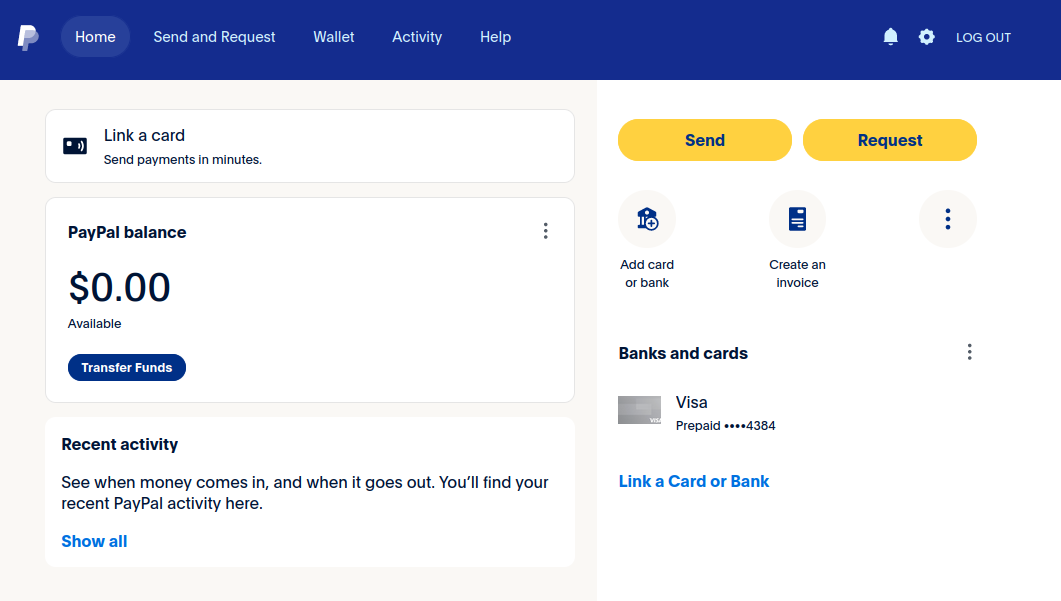 Home Send and Request Wallet Activity Help LOG OUT
Link a card
Send payments in minutes.
PayPal balance
$0.00
Available
Transfer Funds
Recent activity
See when money comes in, and when it goes out. You’ll find your
recent PayPal activity here.
Show all
Send Request
Add card
or bank
Create an
invoice
Banks and cards
VISA
Visa
Prepaid ••••4384
Link a Card or Bank